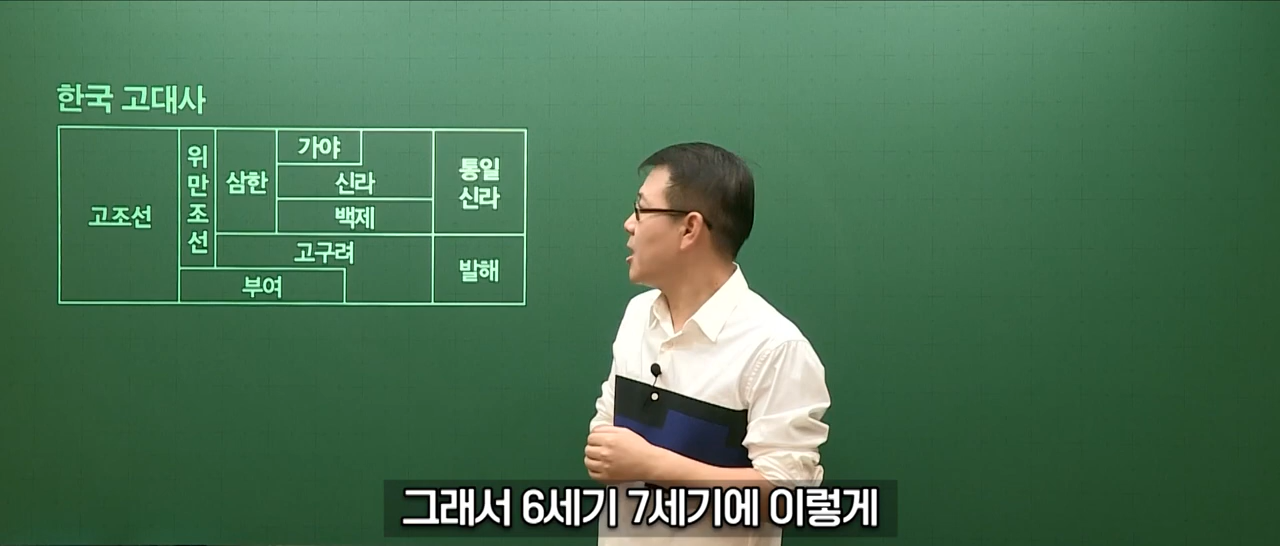 한국 고대사
고조선
위만조선
삼한
가야
신라
백제
고구려
부여
통일
신라
발해
그래서 6세기 7세기에 이렇게